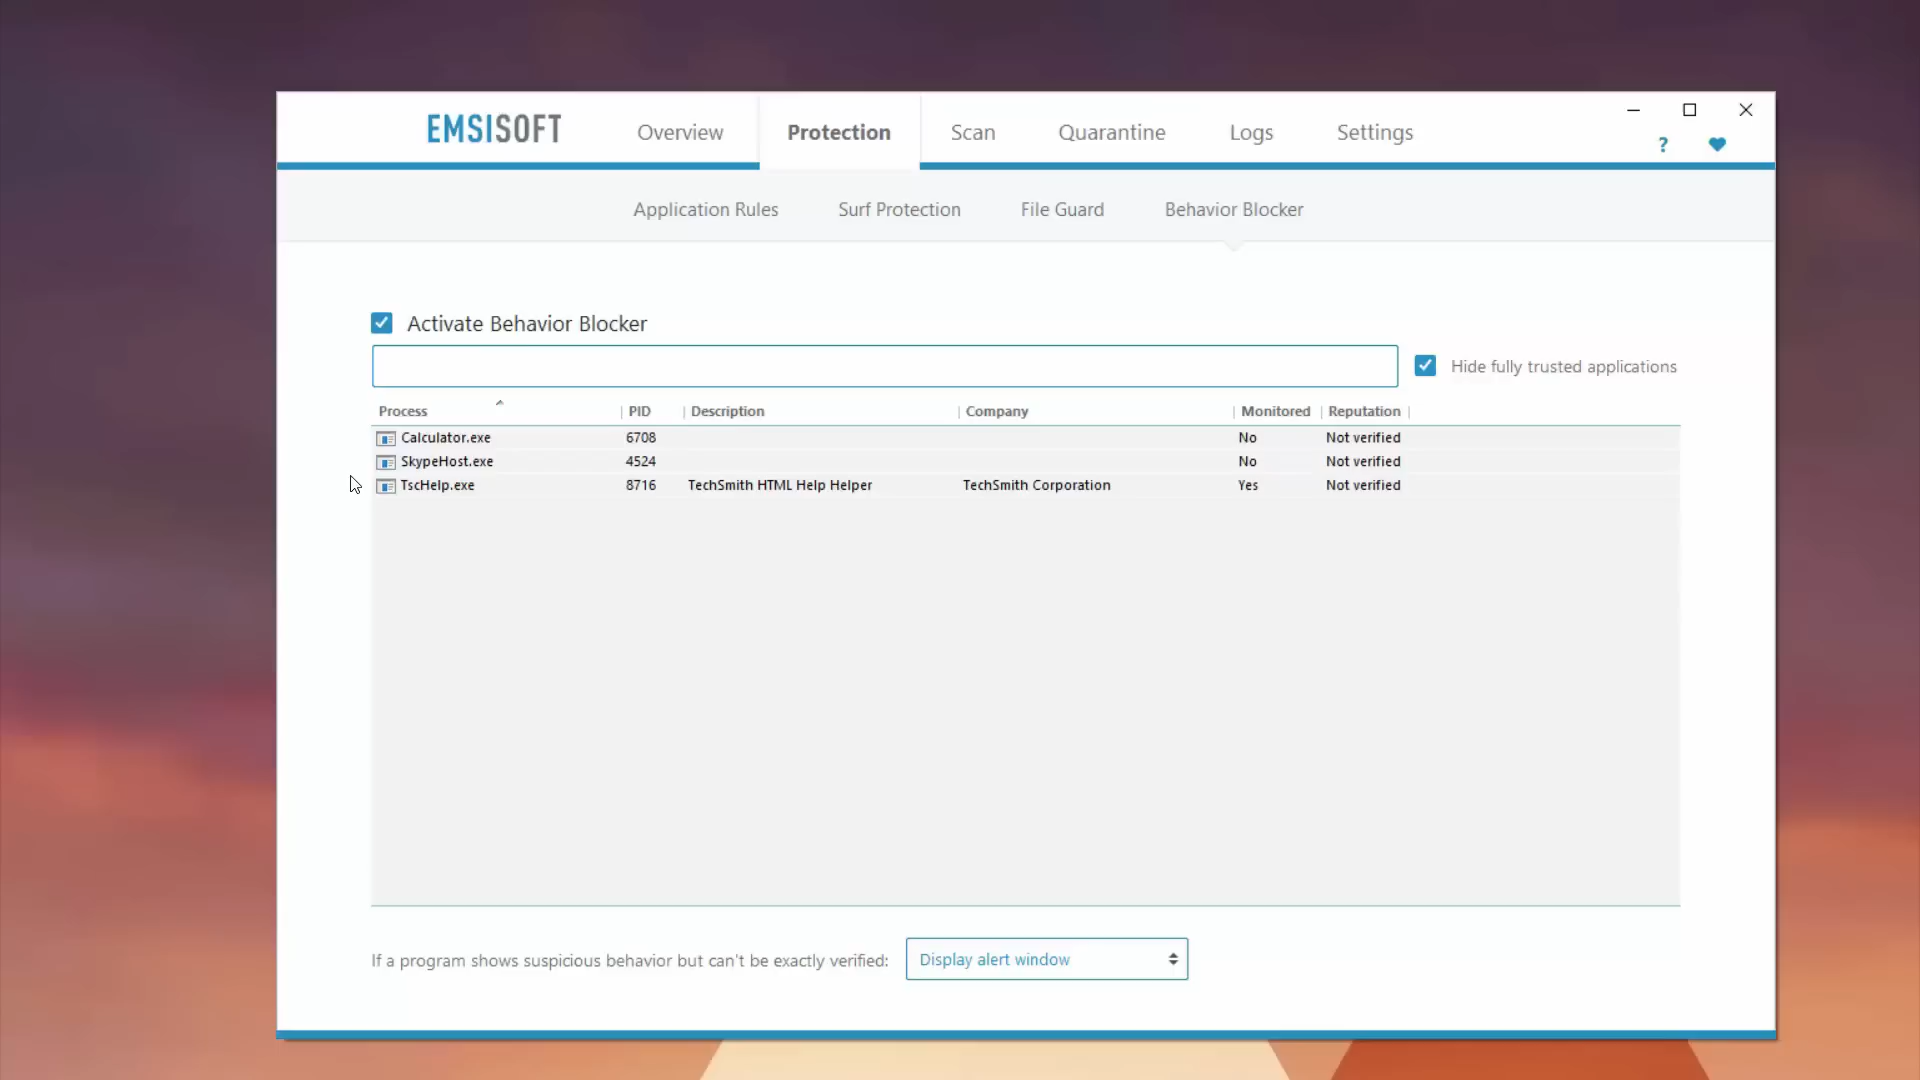 EMSISOFT Overview Protection Scan Quarantine Logs Settings
?
Application Rules Surf Protection File Guard Behavior Blocker
Activate Behavior Blocker
Hide fully trusted applications
Process PID Description Company Monitored Reputation
Calculator.exe 6708 No Not verified
SkypeHost.exe 4524 No Not verified
TscHelp.exe 8716 TechSmith HTML Help Helper TechSmith Corporation Yes Not verified
If a program shows suspicious behavior but can't be exactly verified: Display alert window